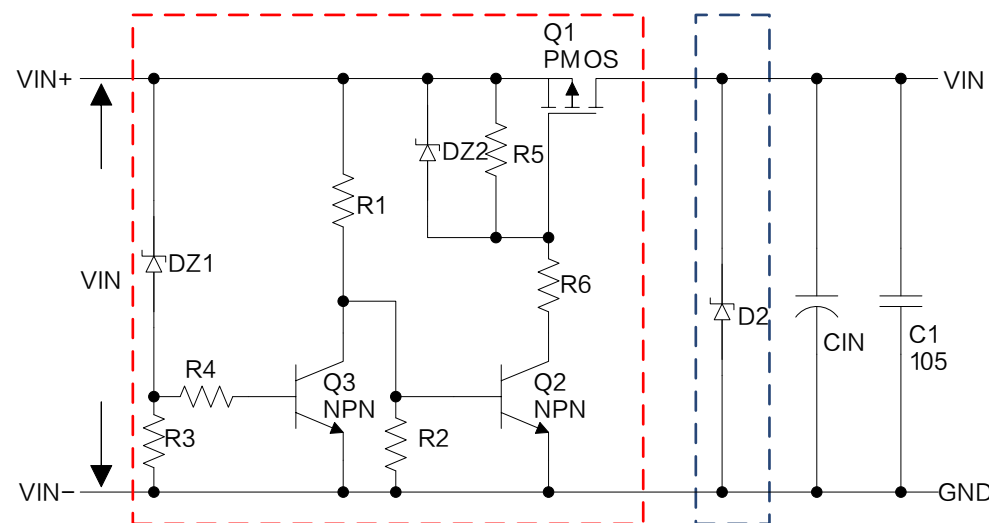 Q1
PMOS
VIN+
VIN
DZ2
R5
R1
DZ1
VIN
R6
D2
CIN
C1
105
R4
Q3
NPN
Q2
NPN
R3
R2
VIN−
GND